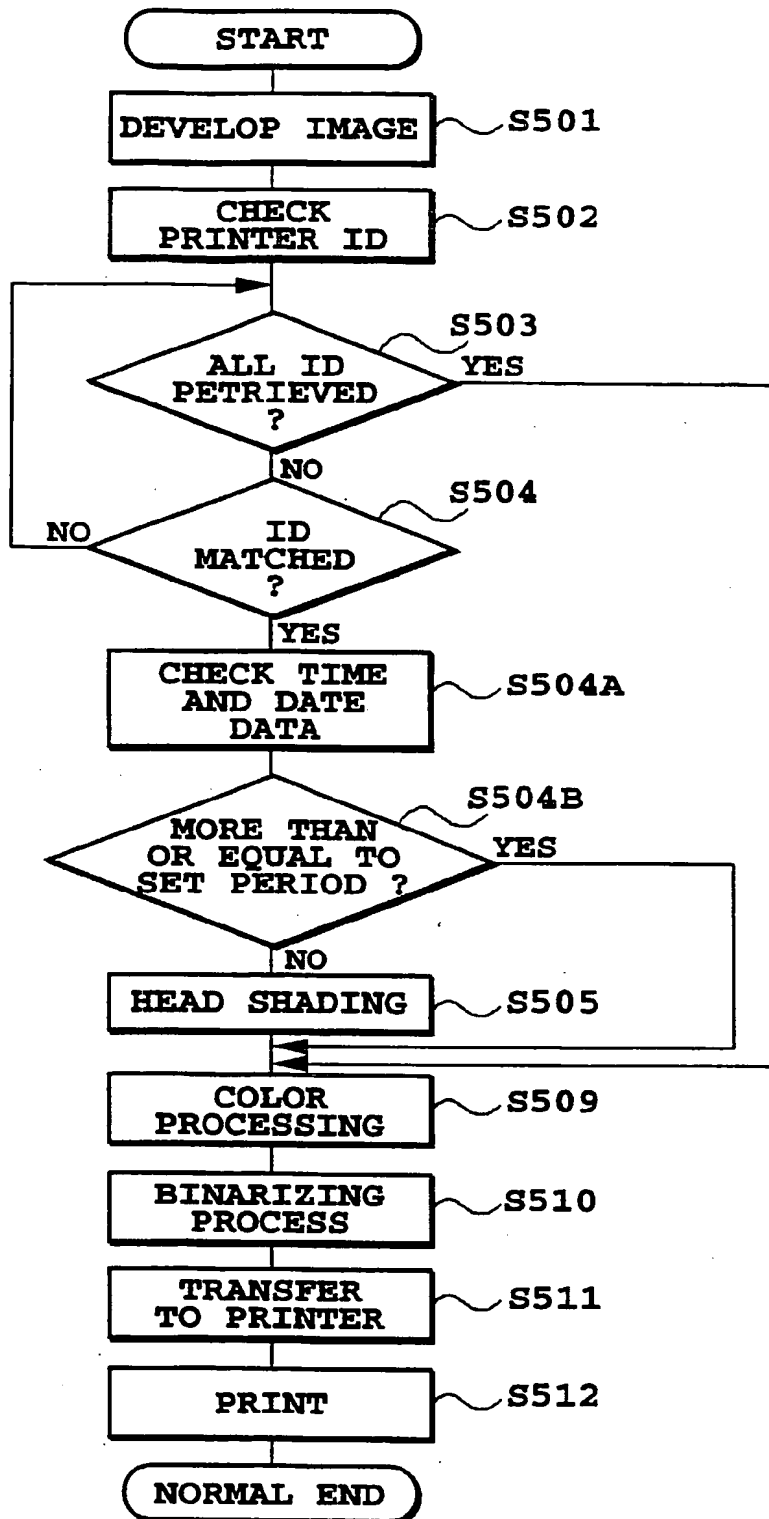 START
DEVELOP IMAGE
S501
CHECK
PRINTER ID
S502
S503
ALL ID
PETRIEVED
?
YES
NO
S504
NO
ID
MATCHED
?
YES
CHECK TIME
AND DATE
DATA
S504A
S504B
MORE THAN
OR EQUAL TO
SET PERIOD ?
YES
NO
HEAD SHADING
S505
COLOR
PROCESSING
S509
BINARIZING
PROCESS
S510
TRANSFER
TO PRINTER
S511
PRINT
S512
NORMAL END